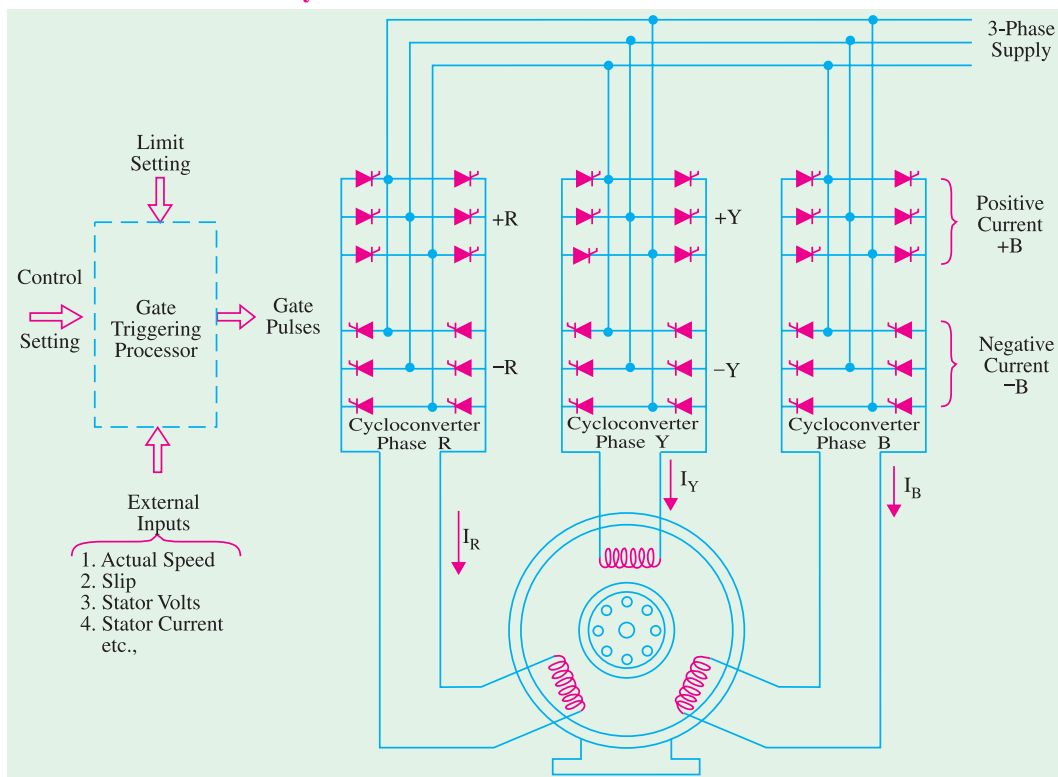 3-Phase
Supply
Limit
Setting
Control
Setting
Gate
Triggering
Processor
Gate
Pulses
External
Inputs
1. Actual Speed
2. Slip
3. Stator Volts
4. Stator Current
etc.,
+R
−R
Cycloconverter
Phase R
+Y
−Y
Cycloconverter
Phase Y
Positive
Current
+B
Negative
Current
−B
Cycloconverter
Phase B
I_R
I_Y
I_B